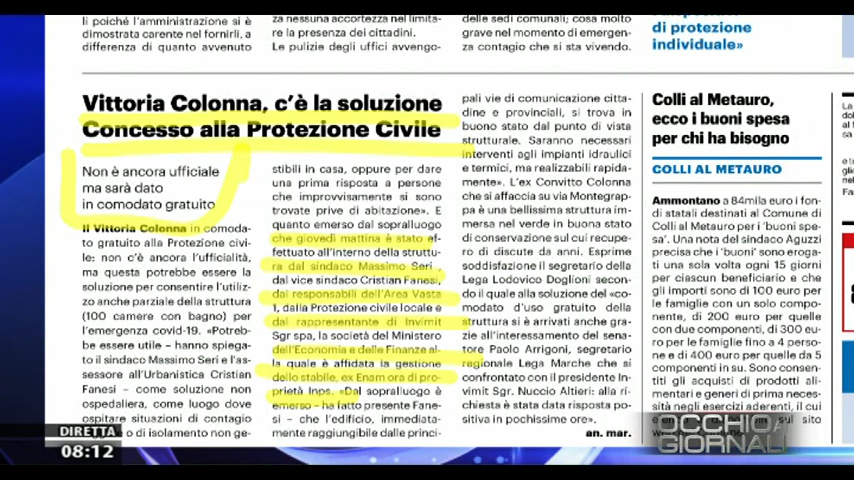 li poiché l'amministrazione si è
dimostrata carente nel fornirli, a
differenza di quanto avvenuto
za nessuna accortezza nel limita-
re la presenza dei cittadini.
Le pulizie degli uffici avvengo-
delle sedi comunali; cosa molto
grave nel momento di emergen-
za contagio che si sta vivendo.
di protezione
individuale»
Vittoria Colonna, c'è la soluzione
Concesso alla Protezione Civile
Non è ancora ufficiale
ma sarà dato
in comodato gratuito
Il Vittoria Colonna in comoda-
to gratuito alla Protezione civi-
le: non c'è ancora l'ufficialità,
ma questa potrebbe essere la
soluzione per consentire l'utiliz-
zo anche parziale della struttura
(100 camere con bagno) per
l'emergenza covid-19. «Potreb-
be essere utile – hanno spiega-
to il sindaco Massimo Seri e l'as-
sessore all'Urbanistica Cristian
Fanesi – come soluzione non
ospedaliera, come luogo dove
ospitare situazioni di contagio
o di isolamento non ge-
stibili in casa, oppure per dare
una prima risposta a persone
che improvvisamente si sono
trovate prive di abitazione». E
quanto emerso dal sopralluogo
che giovedì mattina è stato ef-
fettuato all'interno della struttu-
ra dal sindaco Massimo Seri ,
dal vice sindaco Cristian Fanesi,
dai responsabili dell'Area Vasta
1, dalla Protezione civile locale e
dal rappresentante di Invimit
Sgr spa, la società del Ministero
dell'Economia e delle Finanze al-
la quale è affidata la gestione
dello stabile, ex Enam ora di pro-
prietà Inps. «Dal sopralluogo è
emerso – ha fatto presente Fane-
si – che l'edificio, immediata-
mente raggiungibile dalle princi-
pali vie di comunicazione citta-
dine e provinciali, si trova in
buono stato dal punto di vista
strutturale. Saranno necessari
interventi agli impianti idraulici
e termici, ma realizzabili rapida-
mente». L'ex Convitto Colonna
che si affaccia su via Montegrap-
pa è una bellissima struttura im-
mersa nel verde in buono stato
di conservazione sul cui recupe-
ro di discute da anni. Esprime
soddisfazione il segretario della
Lega Lodovico Doglioni secon-
do il quale alla soluzione del «co-
modato d'uso gratuito della
struttura si è arrivati anche gra-
zie all'interessamento del sena-
tore Paolo Arrigoni, segretario
regionale Lega Marche che si
confrontato con il presidente In-
vimit Sgr. Nuccio Altieri: alla ri-
chiesta è stata data risposta po-
sitiva in pochissime ore».
an. mar.
Colli al Metauro,
ecco i buoni spesa
per chi ha bisogno
COLLI AL METAURO
Ammontano a 84mila euro i fon-
di statali destinati al Comune di
Colli al Metauro per i 'buoni spe-
sa'. Una nota del sindaco Aguzzi
precisa che i 'buoni' sono eroga-
ti una sola volta ogni 15 giorni
per ciascun beneficiario e che
gli importi sono di 100 euro per
le famiglie con un solo compo-
nente, di 200 euro per quelle
con due componenti, di 300 eu-
ro per le famiglie fino a 4 perso-
ne e di 400 euro per quelle da 5
componenti in su. Sono consen-
titi gli acquisti di prodotti alimen-
tari e generi di prima neces-
sità negli esercizi aderenti, il cui
sul sito
DIRETTA
08:12
OCCHIO AI
GIORNALI